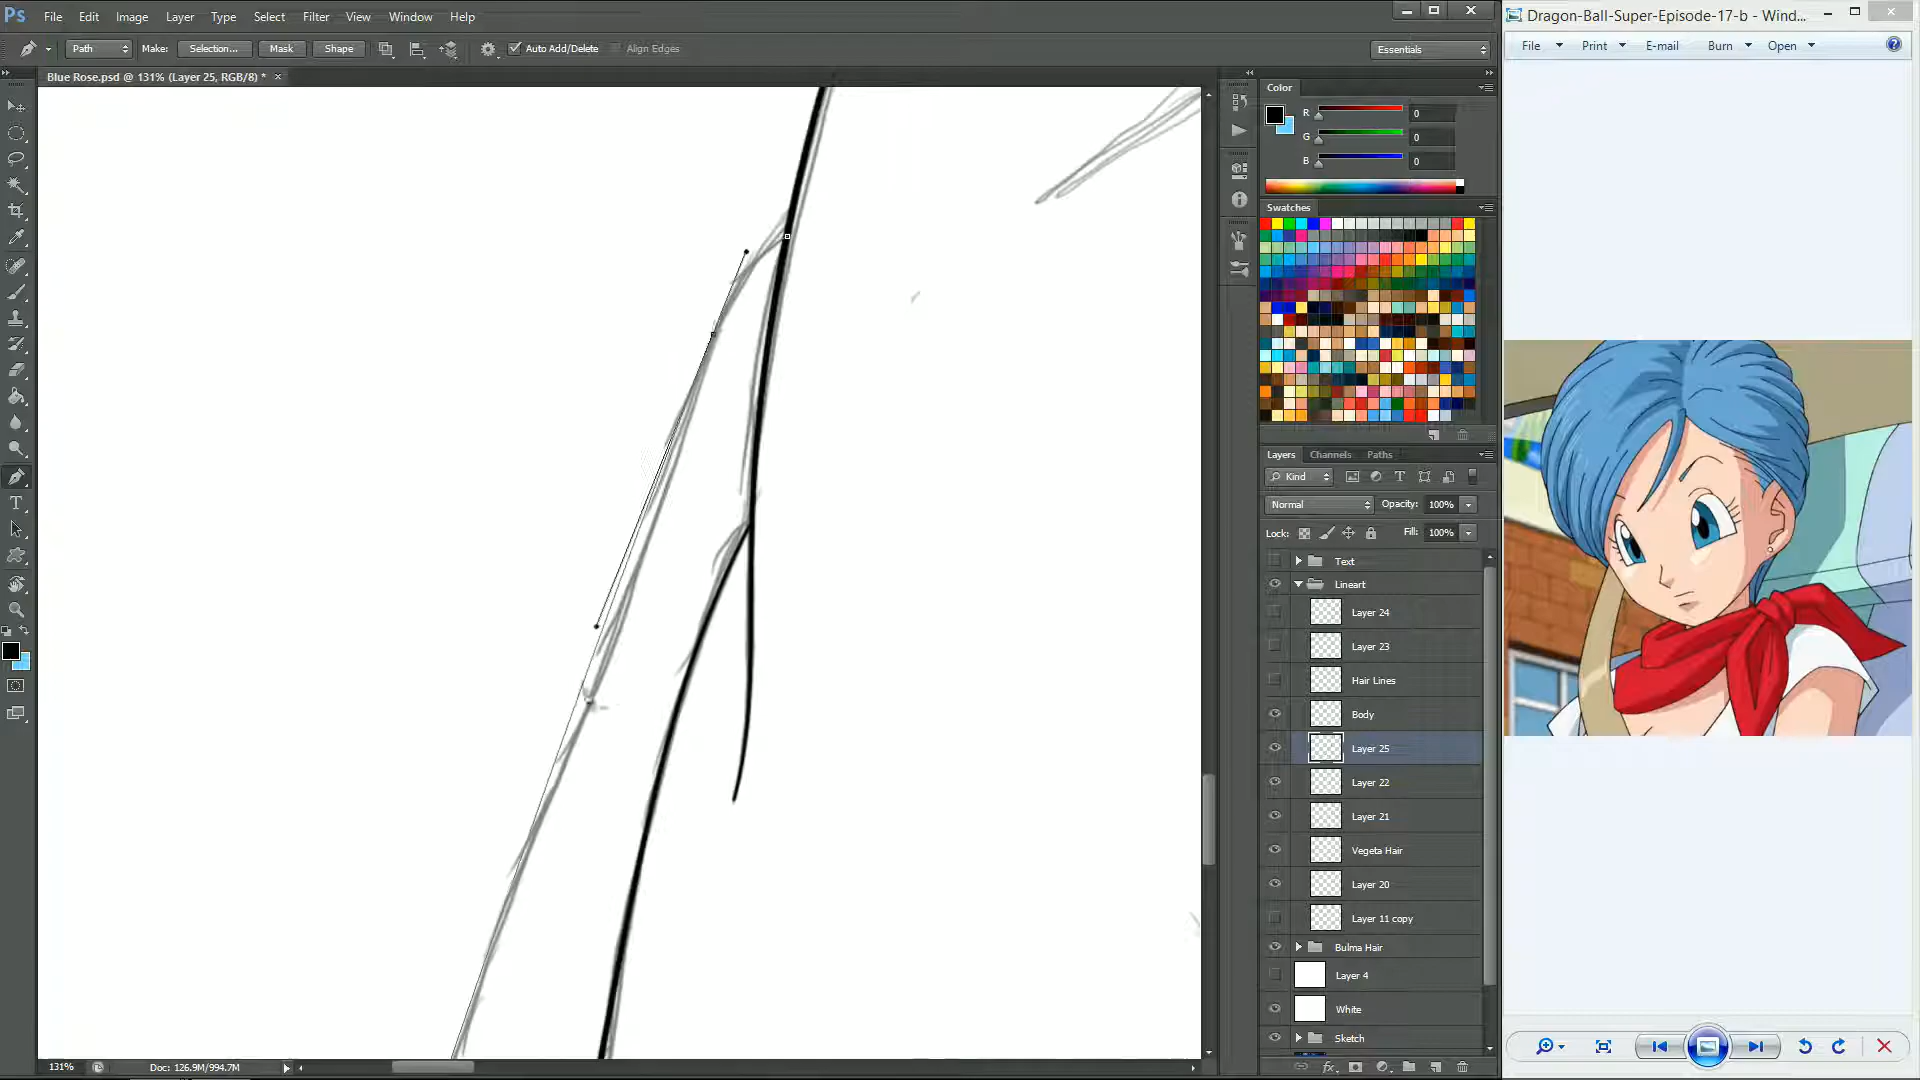 Ps File Edit Image Layer Type Select Filter View Window Help
Dragon-Ball-Super-Episode-17-b - Wind...
Path Make: Selection... Mask Shape Auto Add/Delete Align Edges Essentials
File Print E-mail Burn Open
Blue Rose.psd @ 131% (Layer 25, RGB/8) *
Color
R 0
G 0
B 0
Swatches
Layers Channels Paths
Kind
Normal Opacity: 100%
Lock: Fill: 100%
Text
Lineart
Layer 24
Layer 23
Hair Lines
Body
Layer 25
Layer 22
Layer 21
Vegeta Hair
Layer 20
Layer 11 copy
Bulma Hair
Layer 4
White
Sketch
131% Doc: 126.9M/994.7M